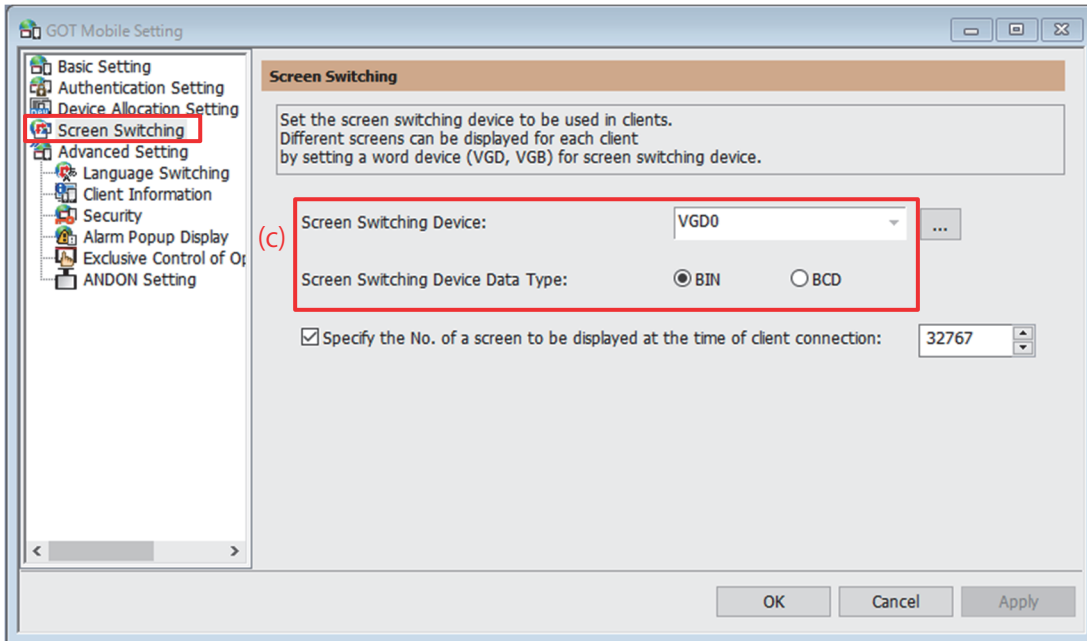 GOT Mobile Setting
Basic Setting
Authentication Setting
Device Allocation Setting
Screen Switching
Advanced Setting
Language Switching
Client Information
Security
Alarm Popup Display
Exclusive Control of Op
ANDON Setting
Screen Switching
Set the screen switching device to be used in clients.
Different screens can be displayed for each client
by setting a word device (VGD, VGB) for screen switching device.
(c)
Screen Switching Device: VGD0 ...
Screen Switching Device Data Type: BIN BCD
Specify the No. of a screen to be displayed at the time of client connection: 32767
OK Cancel Apply